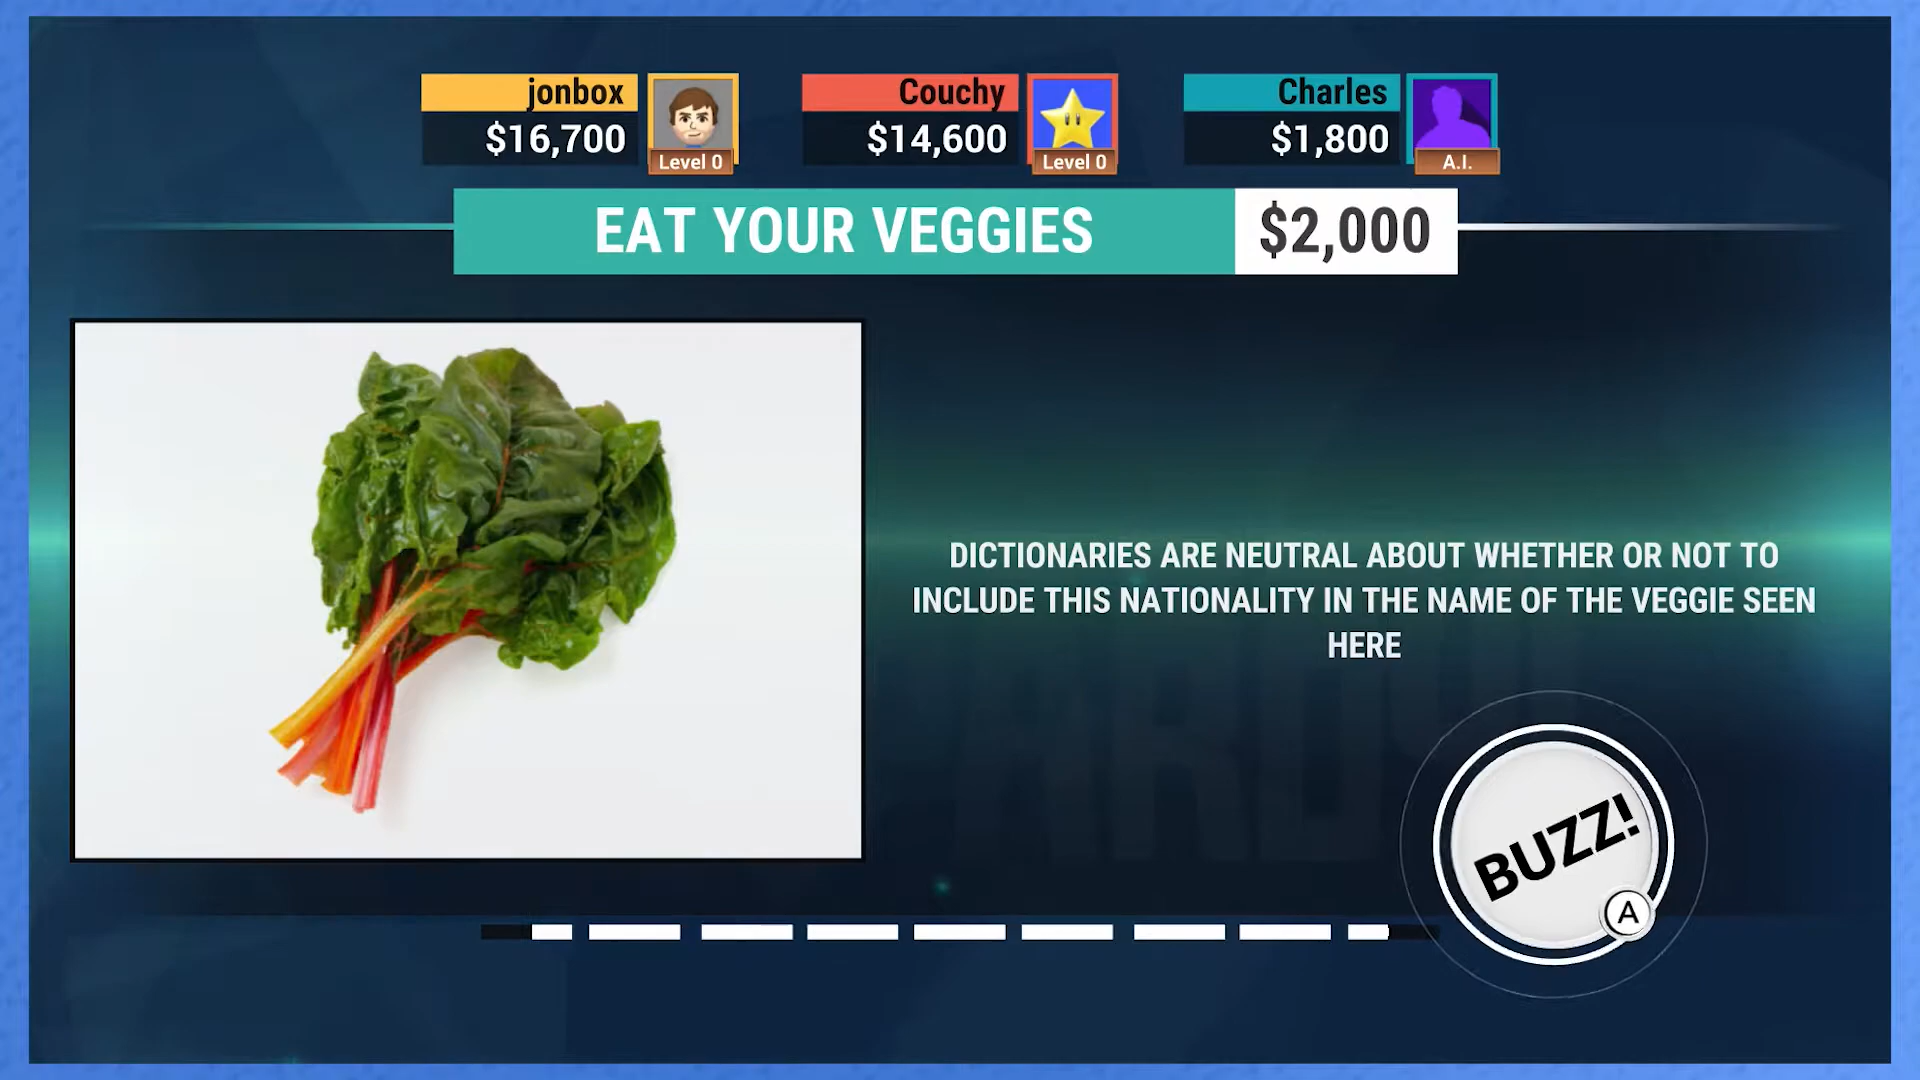 jonbox
$16,700
Level 0
Couchy
$14,600
Level 0
Charles
$1,800
A.I.
EAT YOUR VEGGIES $2,000
DICTIONARIES ARE NEUTRAL ABOUT WHETHER OR NOT TO
INCLUDE THIS NATIONALITY IN THE NAME OF THE VEGGIE SEEN
HERE
BUZZ!
A